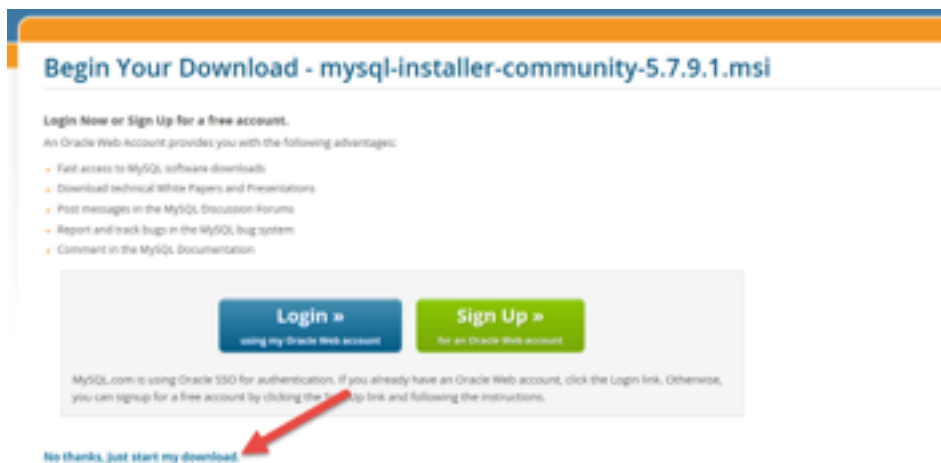 Begin Your Download - mysql-installer-community-5.7.9.1.msi
Login Now or Sign Up for a free account.
An Oracle Web Account provides you with the following advantages:
Fast access to MySQL software downloads
Download technical White Papers and Presentations
Post messages in the MySQL Discussion Forums
Report and track bugs in the MySQL bug system
Comment in the MySQL Documentation
Login »
using my Oracle Web account
Sign Up »
for an Oracle Web account
MySQL.com is using Oracle SSO for authentication. If you already have an Oracle Web account, click the Login link. Otherwise,
you can signup for a free account by clicking the Sign Up link and following the instructions.
No thanks, just start my download.